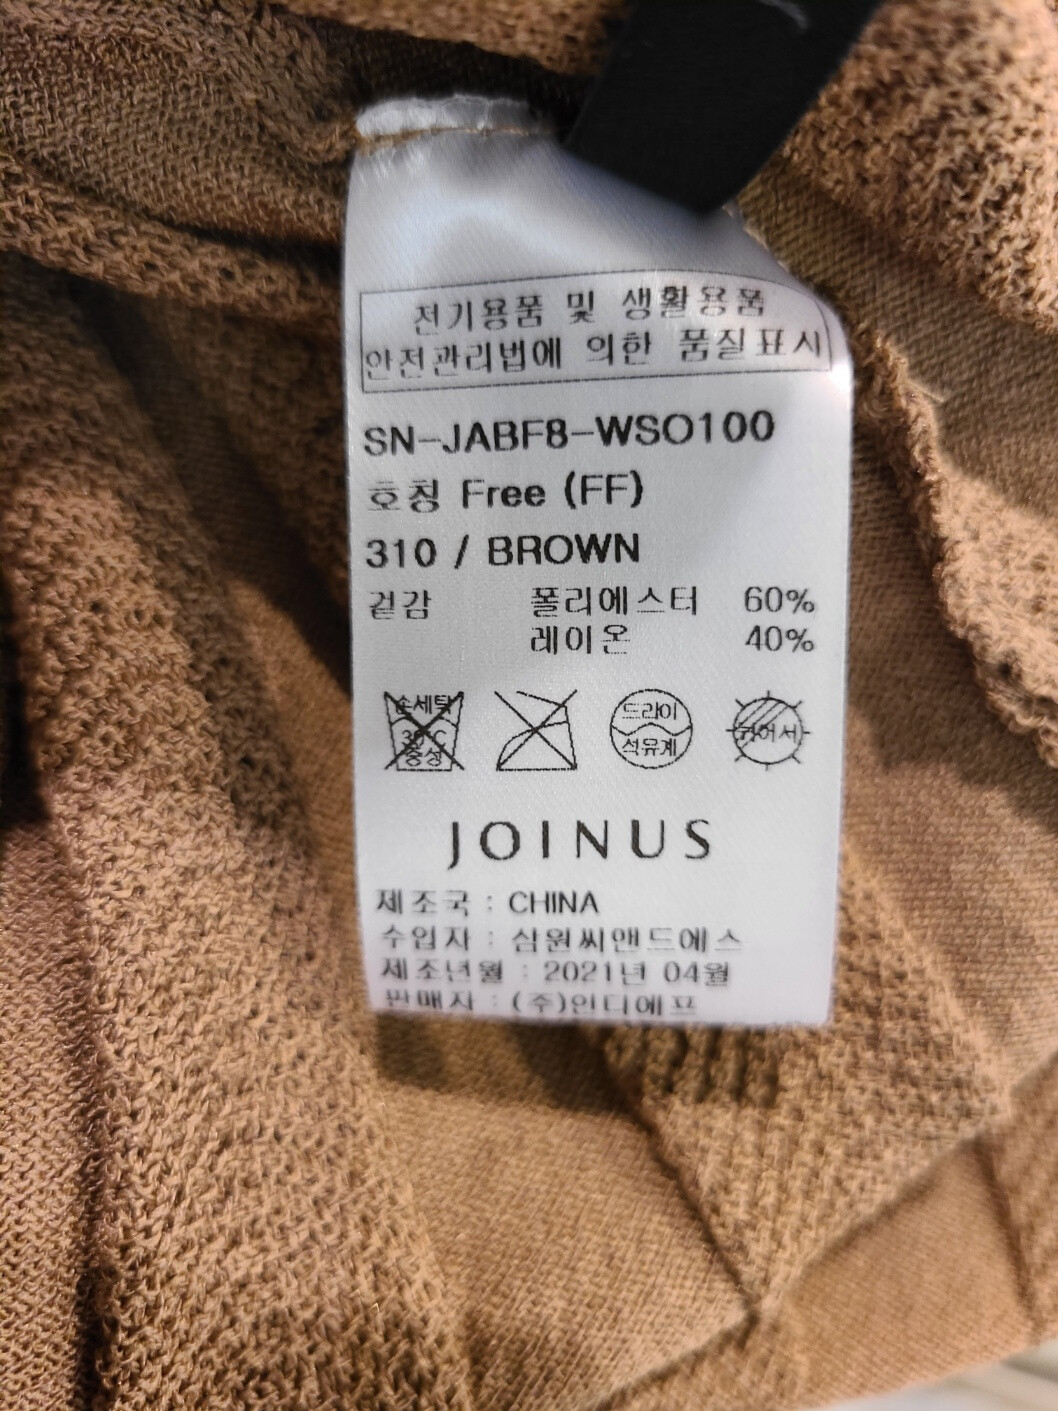 전기용품 및 생활용품
안전관리법에 의한 품질표시
SN-JABF8-WSO100
호칭 Free (FF)
310 / BROWN
겉감 폴리에스터 60%
레이온 40%
손세탁
30℃
중성
드라이
석유계
뉘어서
JOINUS
제조국 : CHINA
수입자 : 삼원씨앤드에스
제조년월 : 2021년 04월
판매자 : (주)인디에프